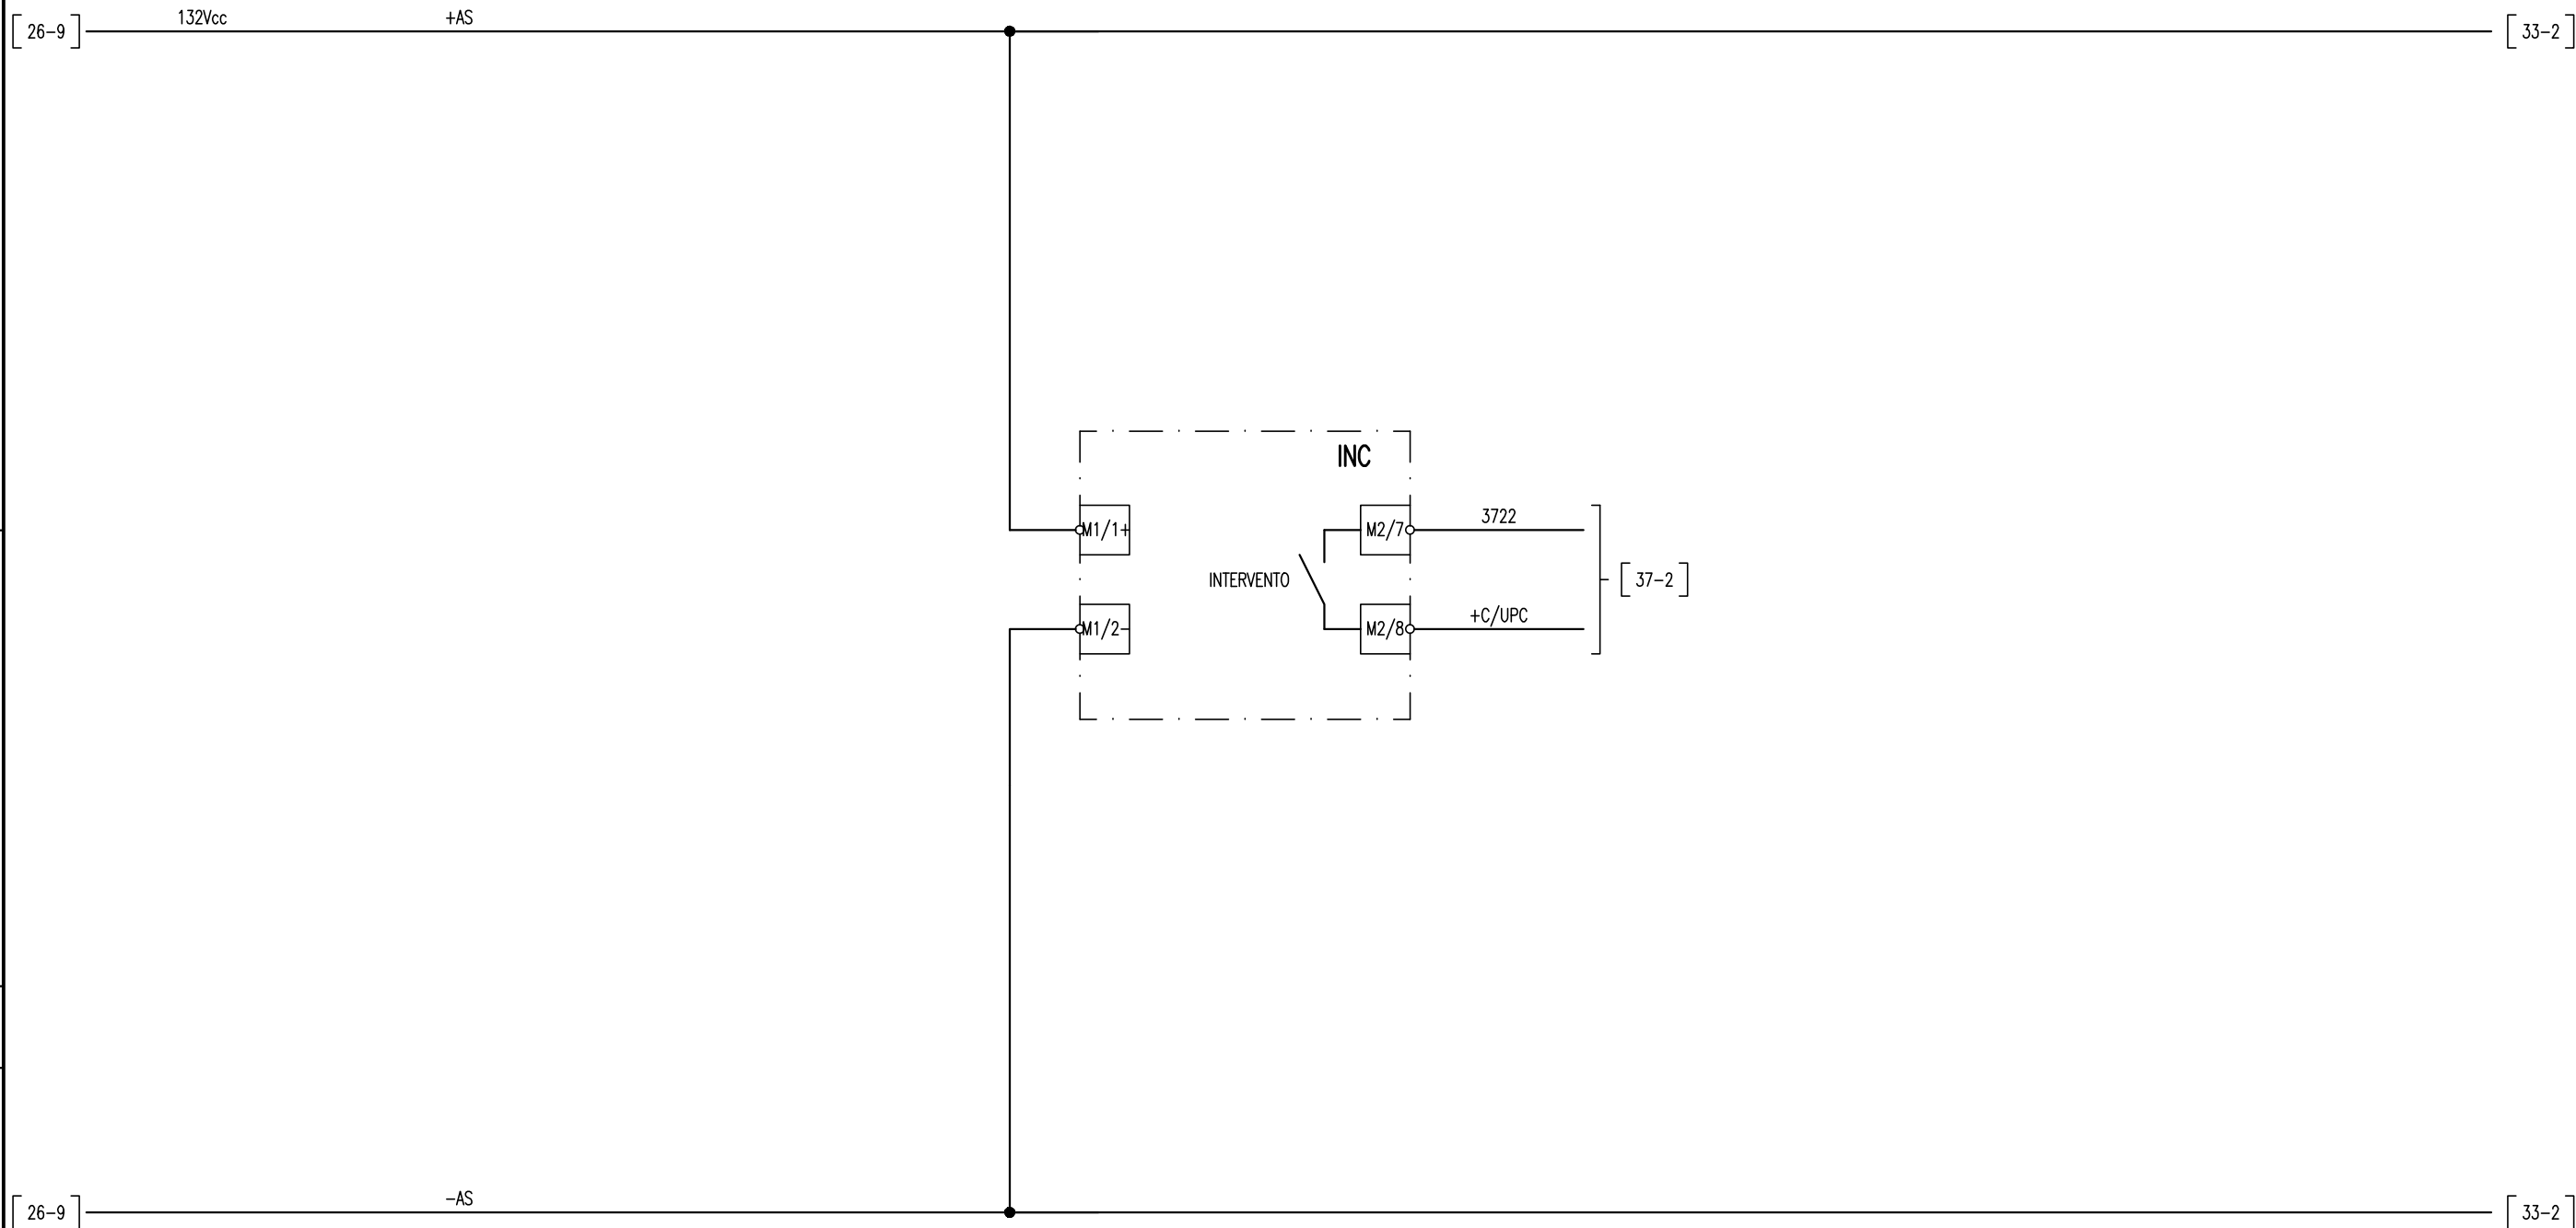 132Vcc
+AS
26-9
33-2
INC
M1/1+
M2/7
3722
INTERVENTO
37-2
M1/2-
M2/8
+C/UPC
-AS
26-9
33-2